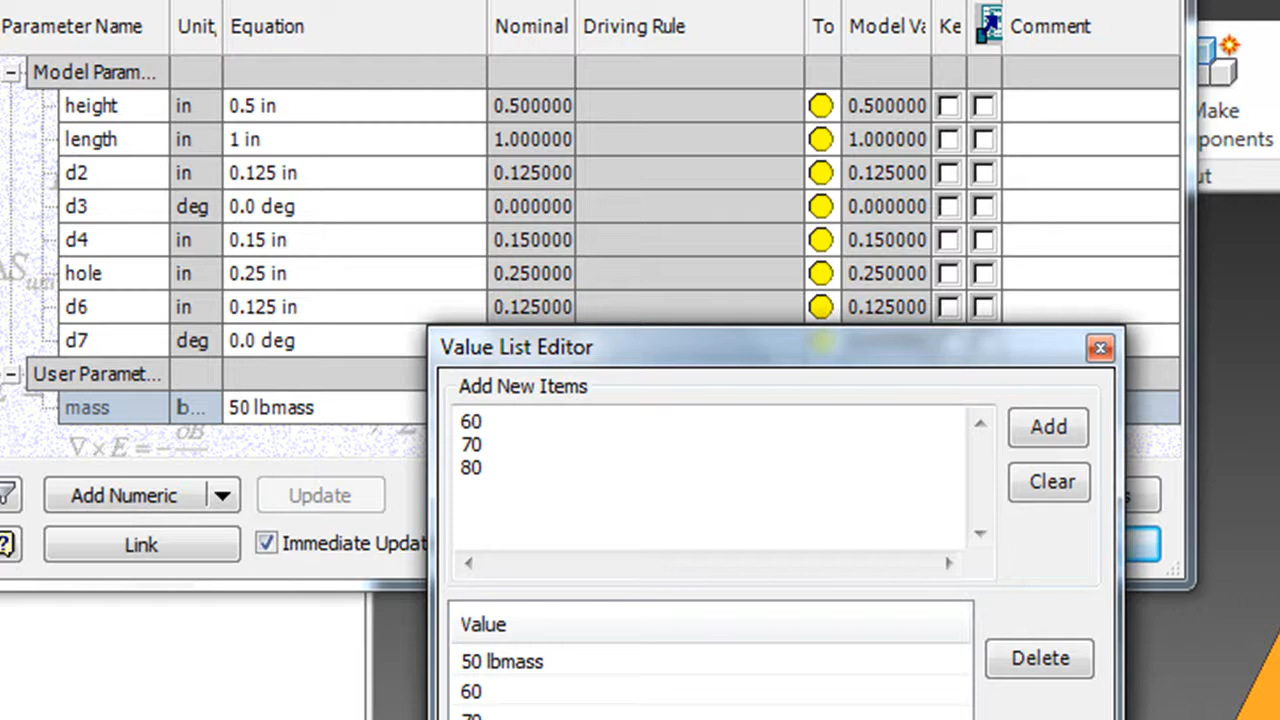 Parameter Name Unit, Equation Nominal Driving Rule To Model Va Ke Comment
Model Param...
height in 0.5 in 0.500000 0.500000
length in 1 in 1.000000 1.000000
d2 in 0.125 in 0.125000 0.125000
d3 deg 0.0 deg 0.000000 0.000000
d4 in 0.15 in 0.150000 0.150000
hole in 0.25 in 0.250000 0.250000
d6 in 0.125 in 0.125000 0.125000
d7 deg 0.0 deg
User Paramet...
mass b... 50 lbmass
∇×E=-
Add Numeric Update
Link Immediate Updat
Value List Editor
Add New Items
60
70
80
Add
Clear
Value
50 lbmass
60
70
Delete
Make
ponents
ut